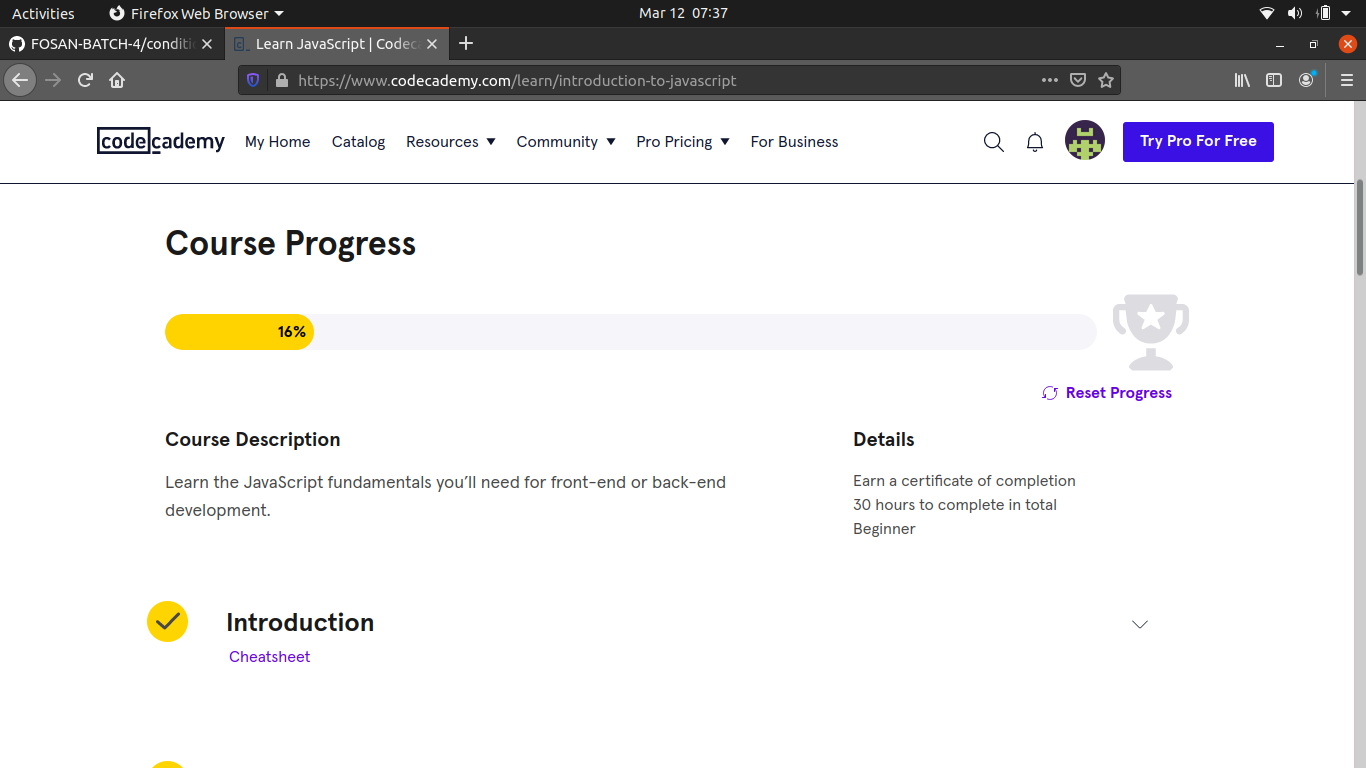 Activities Firefox Web Browser Mar 12 07:37
FOSAN-BATCH-4/conditi Learn JavaScript | Codeca
https://www.codecademy.com/learn/introduction-to-javascript
codecademy My Home Catalog Resources Community Pro Pricing For Business Try Pro For Free
Course Progress
16%
Reset Progress
Course Description
Learn the JavaScript fundamentals you’ll need for front-end or back-end
development.
Details
Earn a certificate of completion
30 hours to complete in total
Beginner
Introduction
Cheatsheet